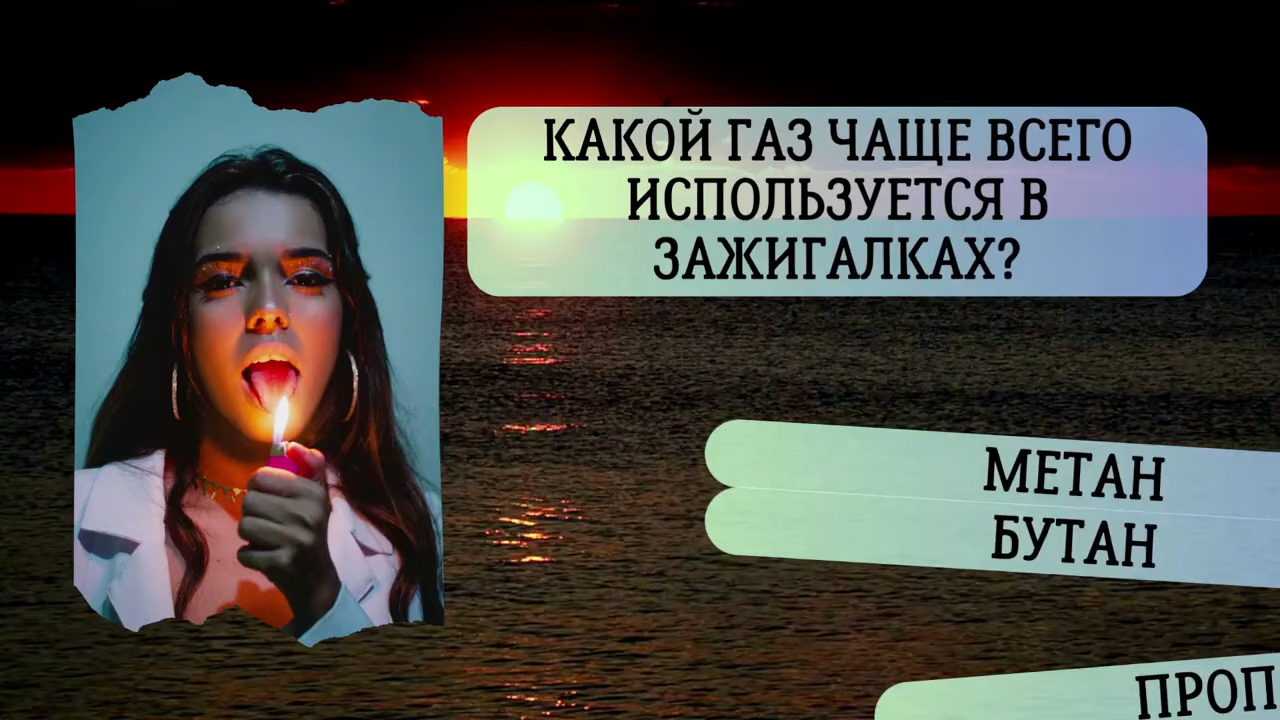 КАКОЙ ГАЗ ЧАЩЕ ВСЕГО
ИСПОЛЬЗУЕТСЯ В
ЗАЖИГАЛКАХ?
МЕТАН
БУТАН
ПРОП